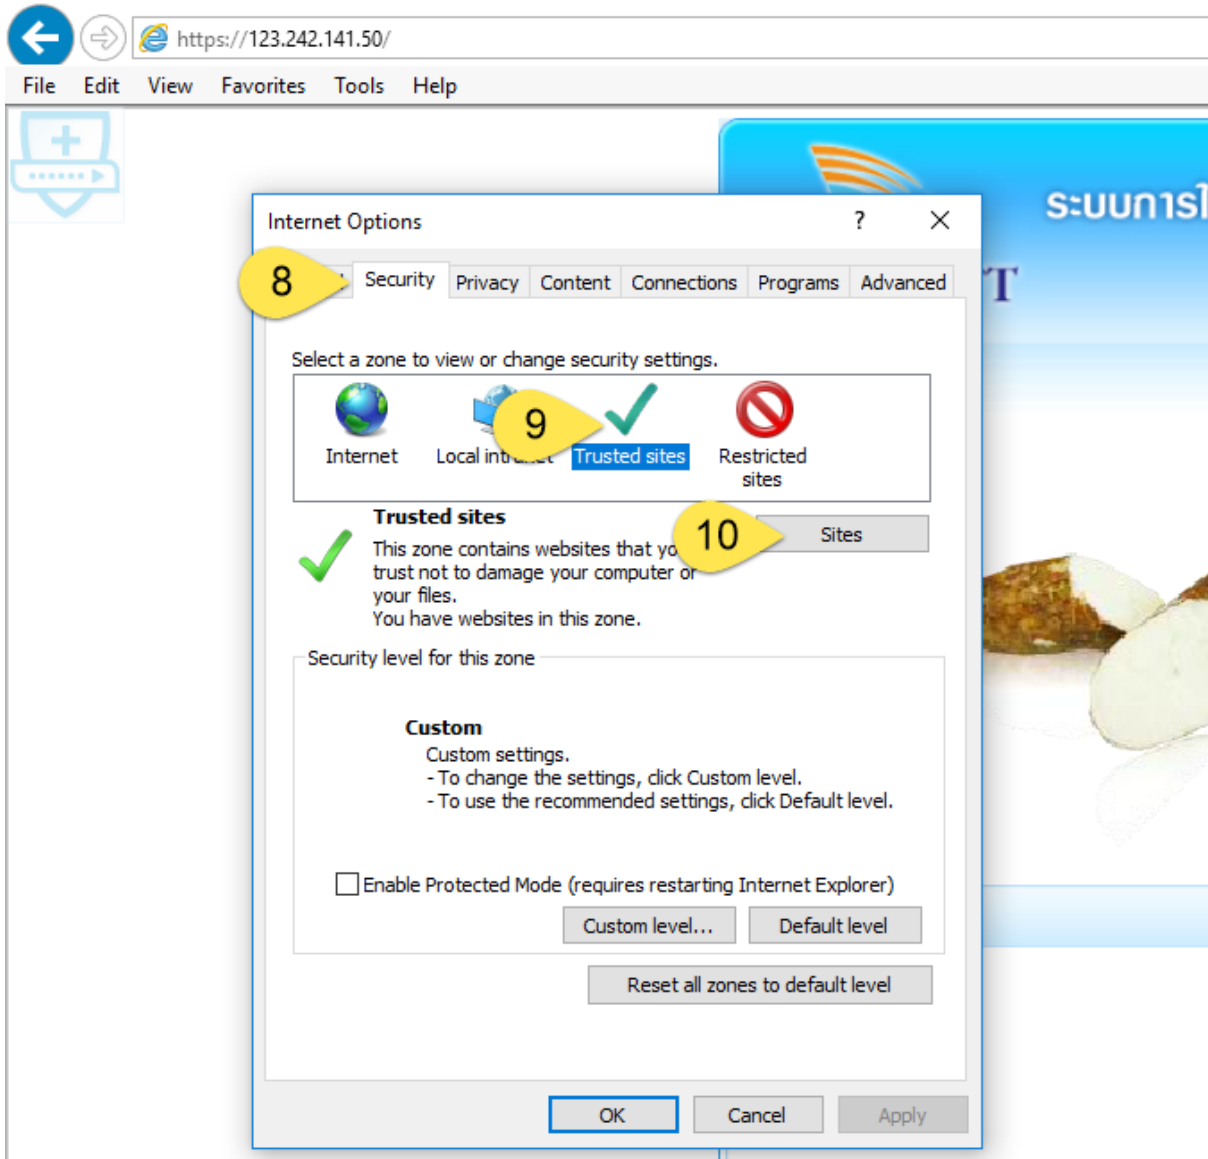 https://123.242.141.50/
File Edit View Favorites Tools Help
Internet Options ? X
8 Security Privacy Content Connections Programs Advanced
Select a zone to view or change security settings.
9
Internet Local intranet Trusted sites Restricted sites
Trusted sites
10 Sites
This zone contains websites that you
trust not to damage your computer or
your files.
You have websites in this zone.
Security level for this zone
Custom
Custom settings.
- To change the settings, click Custom level.
- To use the recommended settings, click Default level.
Enable Protected Mode (requires restarting Internet Explorer)
Custom level... Default level
Reset all zones to default level
OK Cancel Apply
ระบบการ
T